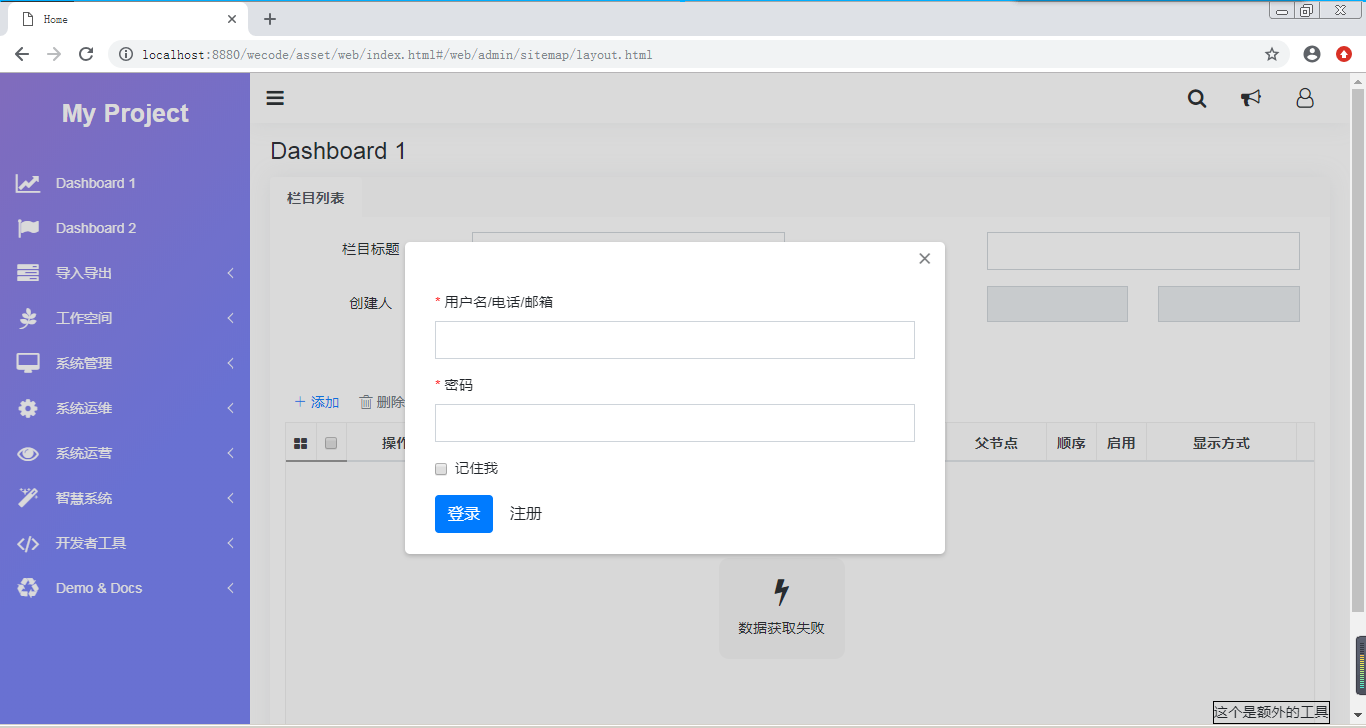 Home
localhost:8880/wecode/asset/web/index.html#/web/admin/sitemap/layout.html
My Project
Dashboard 1
Dashboard 2
导入导出
工作空间
系统管理
系统运维
系统运营
智慧系统
开发者工具
Demo & Docs
Dashboard 1
栏目列表
栏目标题
创建人
添加 删除
操作 父节点 顺序 启用 显示方式
* 用户名/电话/邮箱
* 密码
记住我
登录 注册
数据获取失败
这个是额外的工具